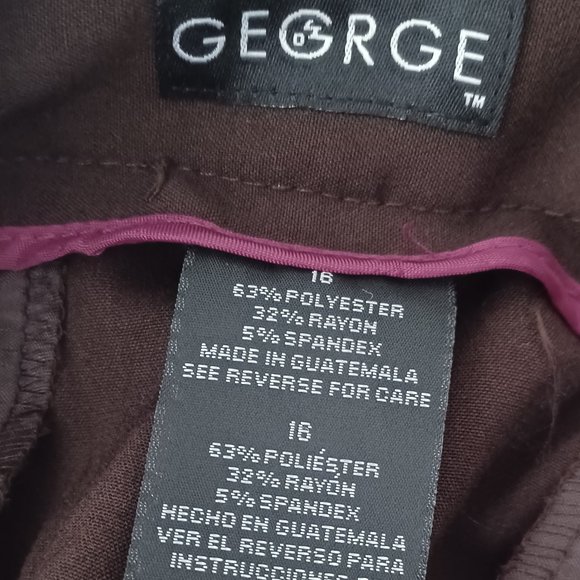 GEORGE
TM
16
63% POLYESTER
32% RAYON
5% SPANDEX
MADE IN GUATEMALA
SEE REVERSE FOR CARE
16
63% POLIÉSTER
32% RAYÓN
5% SPANDEX
HECHO EN GUATEMALA
VER EL REVERSO PARA
INSTRUCCIONES